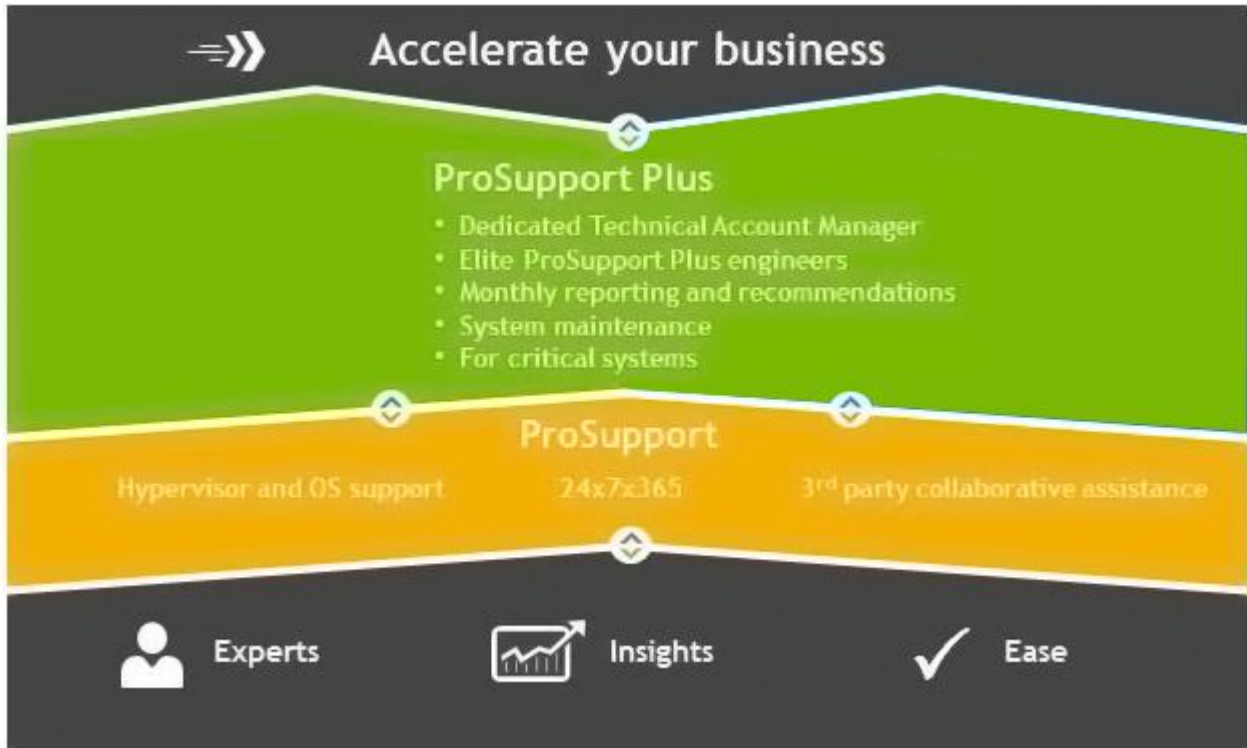 Accelerate your business
ProSupport Plus
• Dedicated Technical Account Manager
• Elite ProSupport Plus engineers
• Monthly reporting and recommendations
• System maintenance
• For critical systems
ProSupport
Hypervisor and OS support 24x7x365 3rd party collaborative assistance
Experts Insights Ease